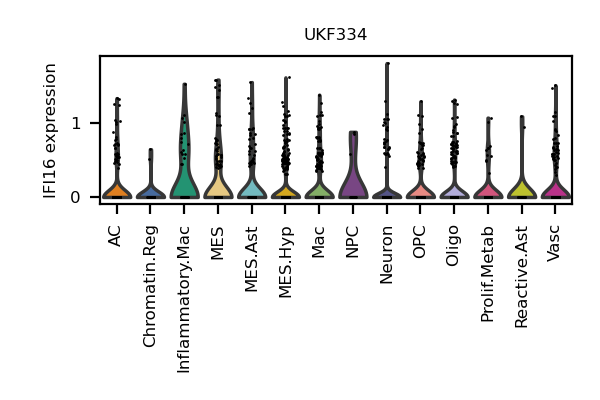 UKF334
IFI16 expression
1
0
AC
Chromatin.Reg
Inflammatory.Mac
MES
MES.Ast
MES.Hyp
Mac
NPC
Neuron
OPC
Oligo
Prolif.Metab
Reactive.Ast
Vasc